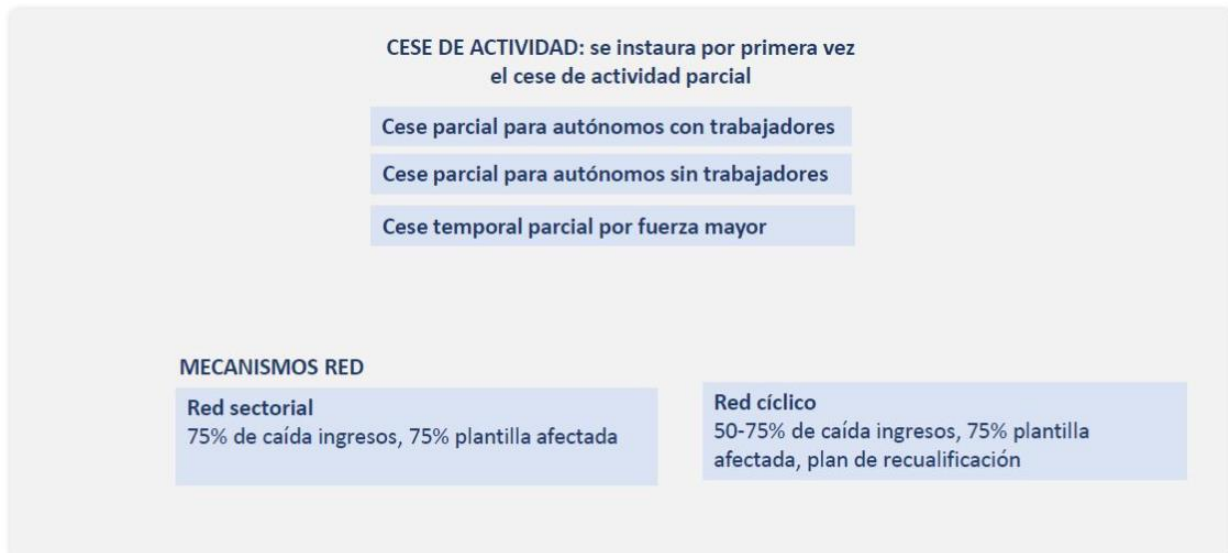 CESE DE ACTIVIDAD: se instaura por primera vez
el cese de actividad parcial
Cese parcial para autónomos con trabajadores
Cese parcial para autónomos sin trabajadores
Cese temporal parcial por fuerza mayor
MECANISMOS RED
Red sectorial
75% de caída ingresos, 75% plantilla afectada
Red cíclico
50-75% de caída ingresos, 75% plantilla
afectada, plan de recualificación